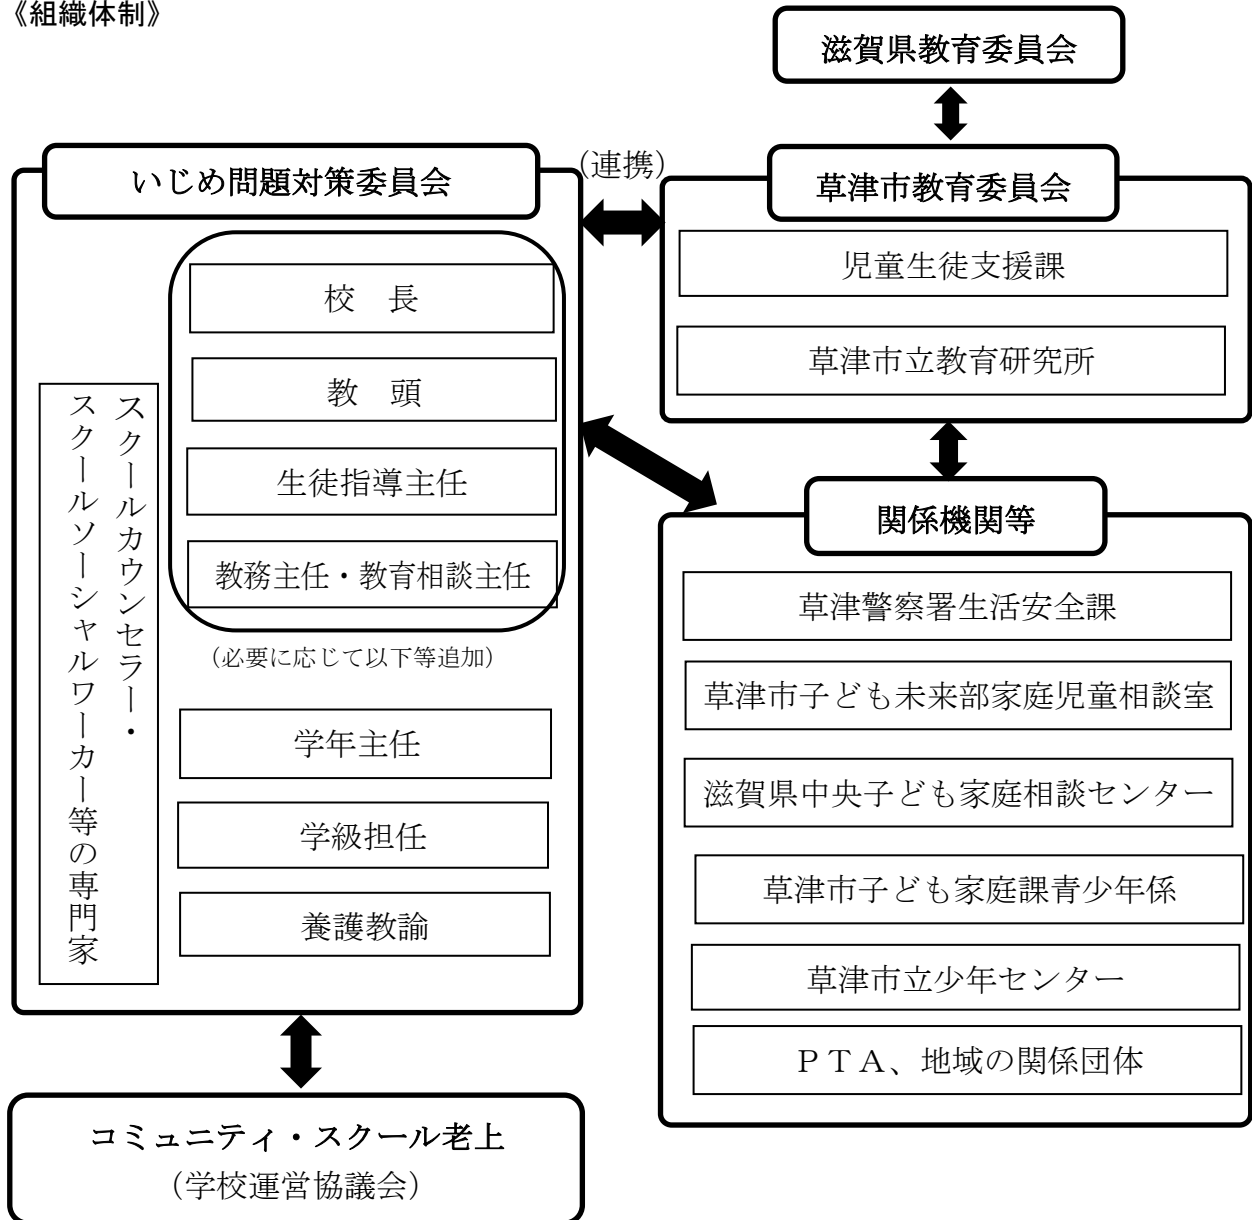 《組織体制》
滋賀県教育委員会
いじめ問題対策委員会
(連携)
草津市教育委員会
校　長
教　頭
生徒指導主任
教務主任・教育相談主任
(必要に応じて以下等追加)
学年主任
学級担任
養護教諭
スクールカウンセラー・
スクールソーシャルワーカー等の専門家
児童生徒支援課
草津市立教育研究所
関係機関等
草津警察署生活安全課
草津市子ども未来部家庭児童相談室
滋賀県中央子ども家庭相談センター
草津市子ども家庭課青少年係
草津市立少年センター
ＰＴＡ、地域の関係団体
コミュニティ・スクール老上
(学校運営協議会)